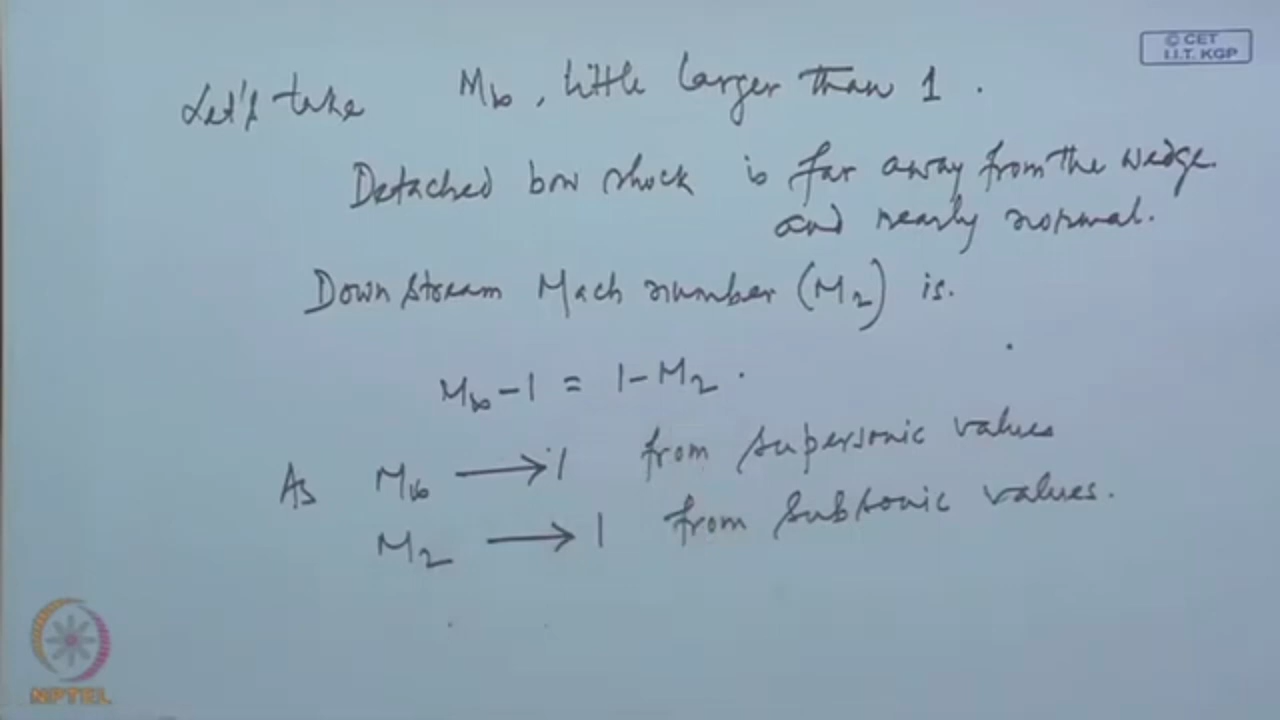 © CET
I.I.T. KGP
Let's take M∞, little larger than 1.
Detached bow shock is far away from the wedge.
and nearly normal.
Down stream Mach number (M₂) is.
M∞ - 1 = 1 - M₂.
As M∞ ⟶ 1 from supersonic values
M₂ ⟶ 1 from subsonic values.
NPTEL